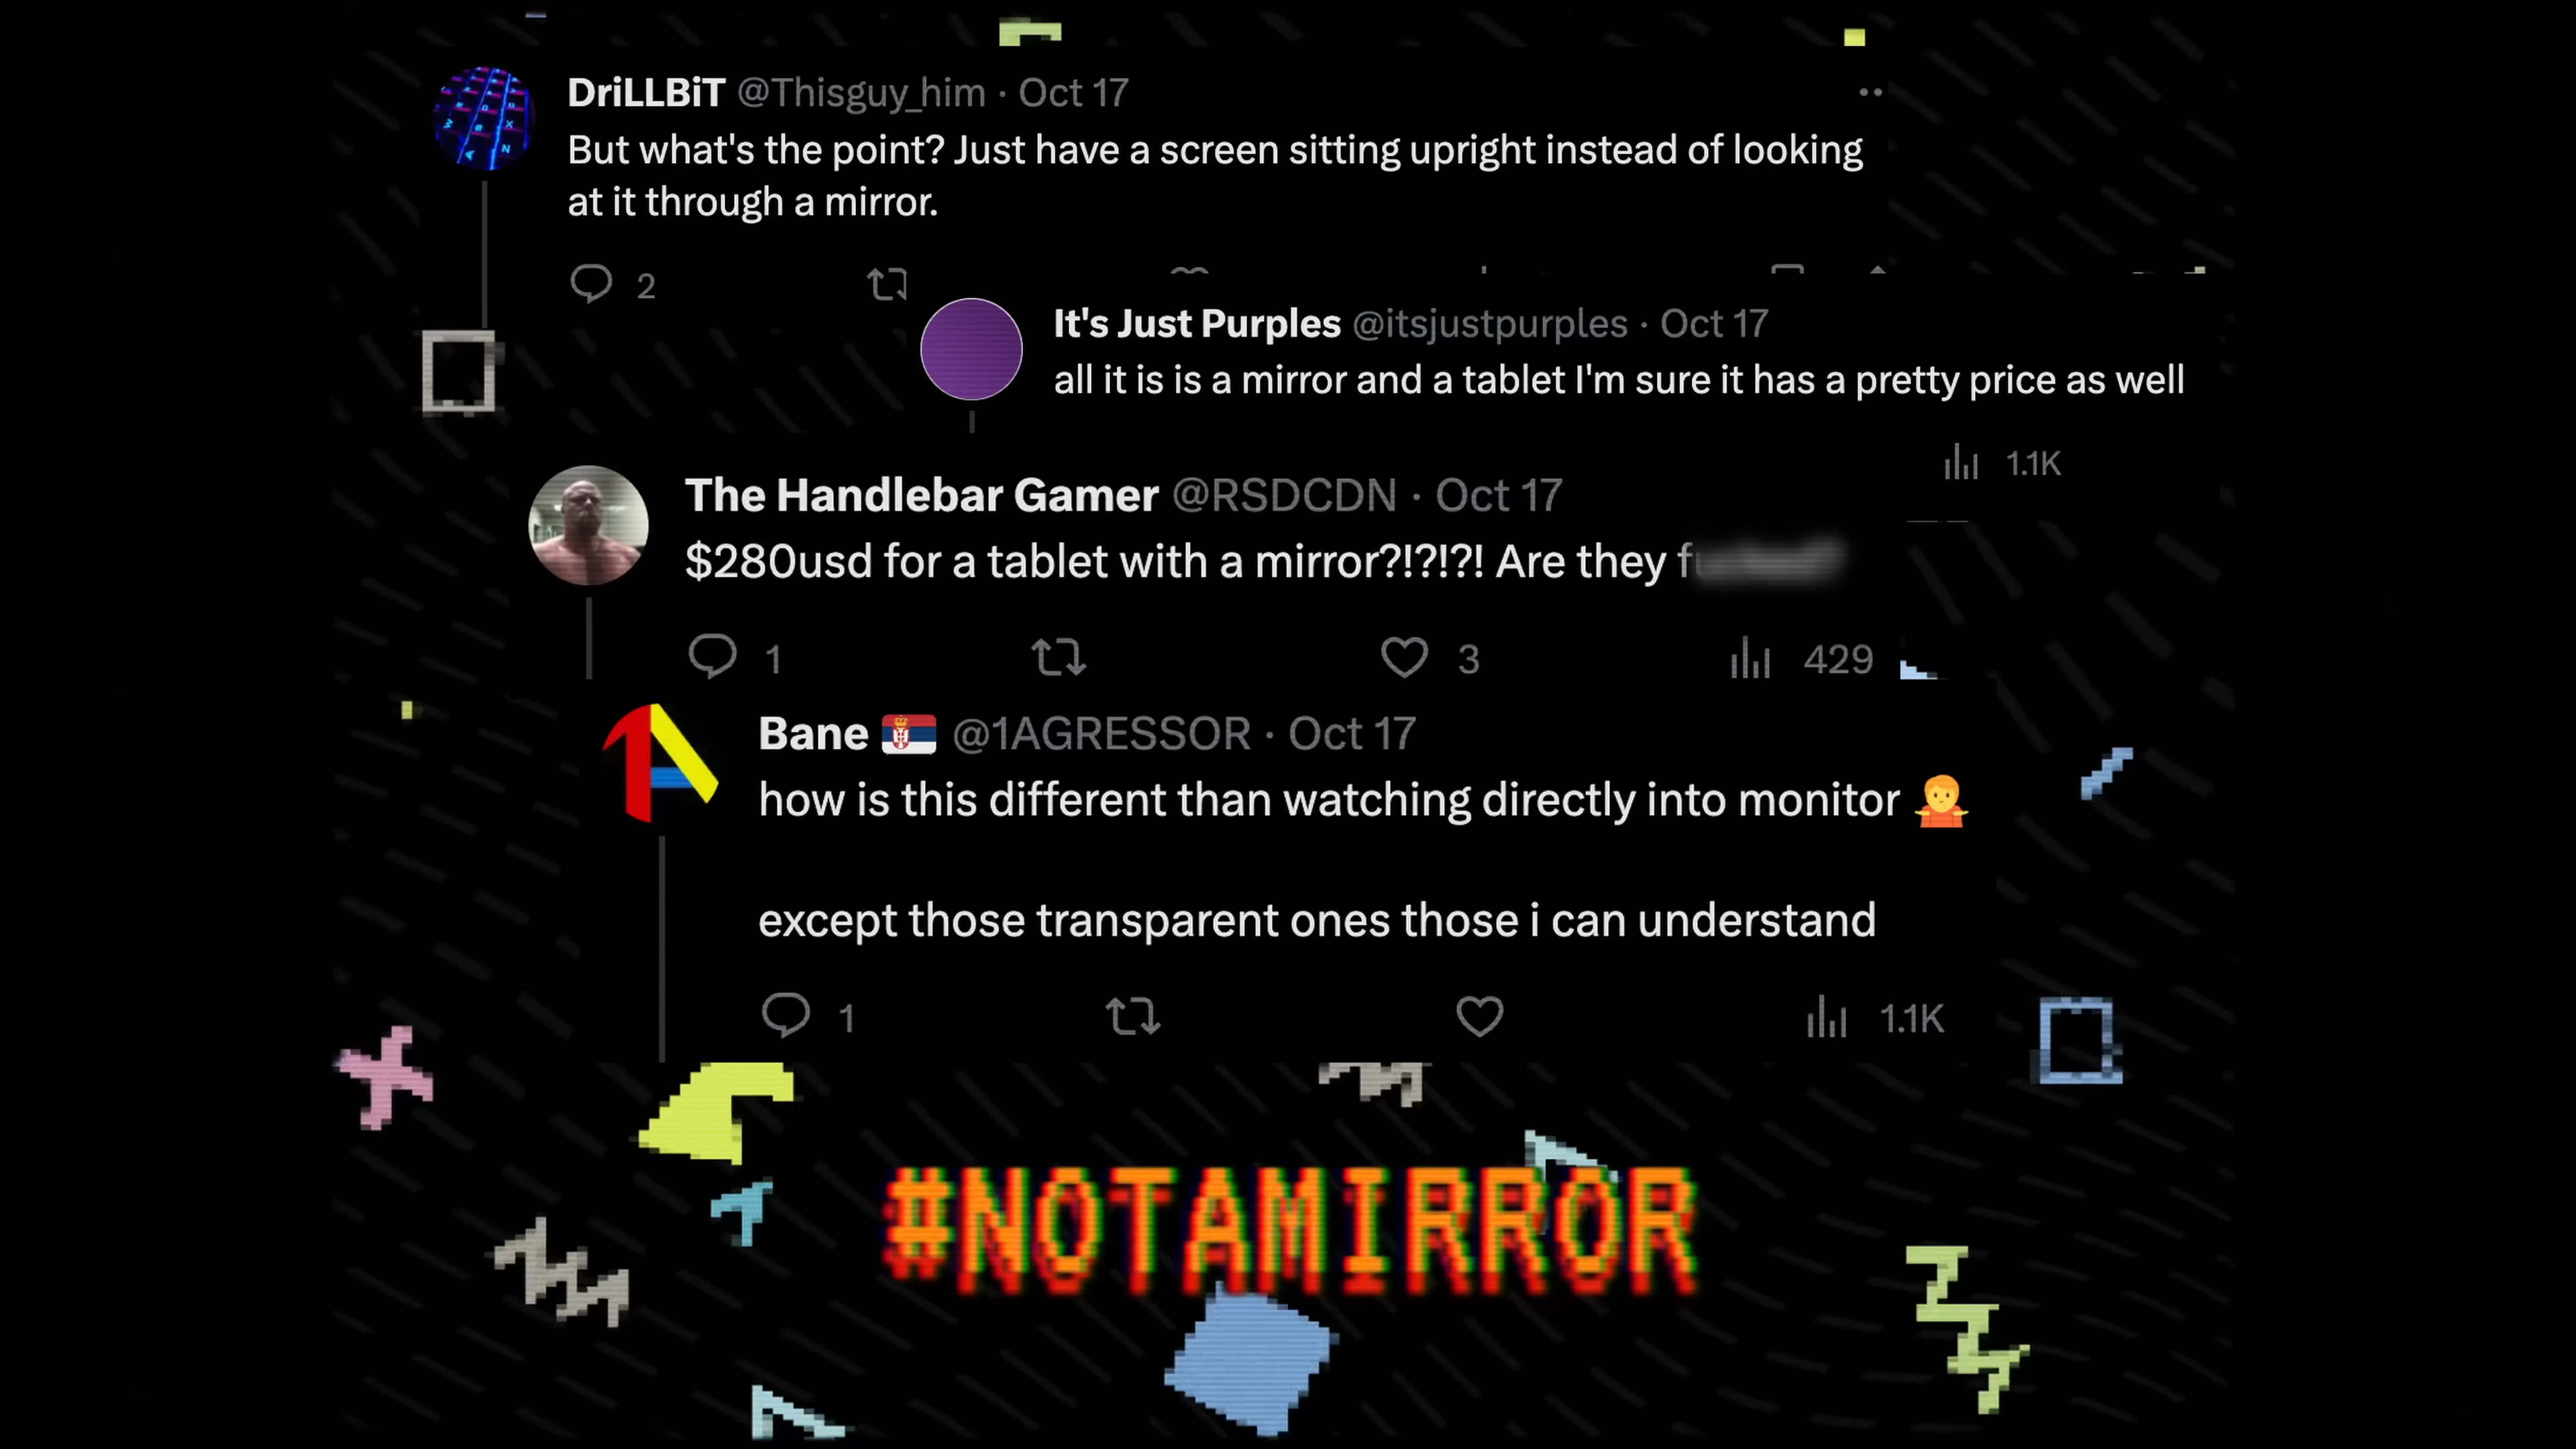 DriLLBiT @Thisguy_him · Oct 17
But what's the point? Just have a screen sitting upright instead of looking
at it through a mirror.
2
It's Just Purples @itsjustpurples · Oct 17
all it is is a mirror and a tablet I'm sure it has a pretty price as well
1.1K
The Handlebar Gamer @RSDCDN · Oct 17
$280usd for a tablet with a mirror?!?!?! Are they
1 3 429
Bane 🇷🇸 @1AGRESSOR · Oct 17
how is this different than watching directly into monitor 🤷
except those transparent ones those i can understand
1 1.1K
#NOTAMIRROR